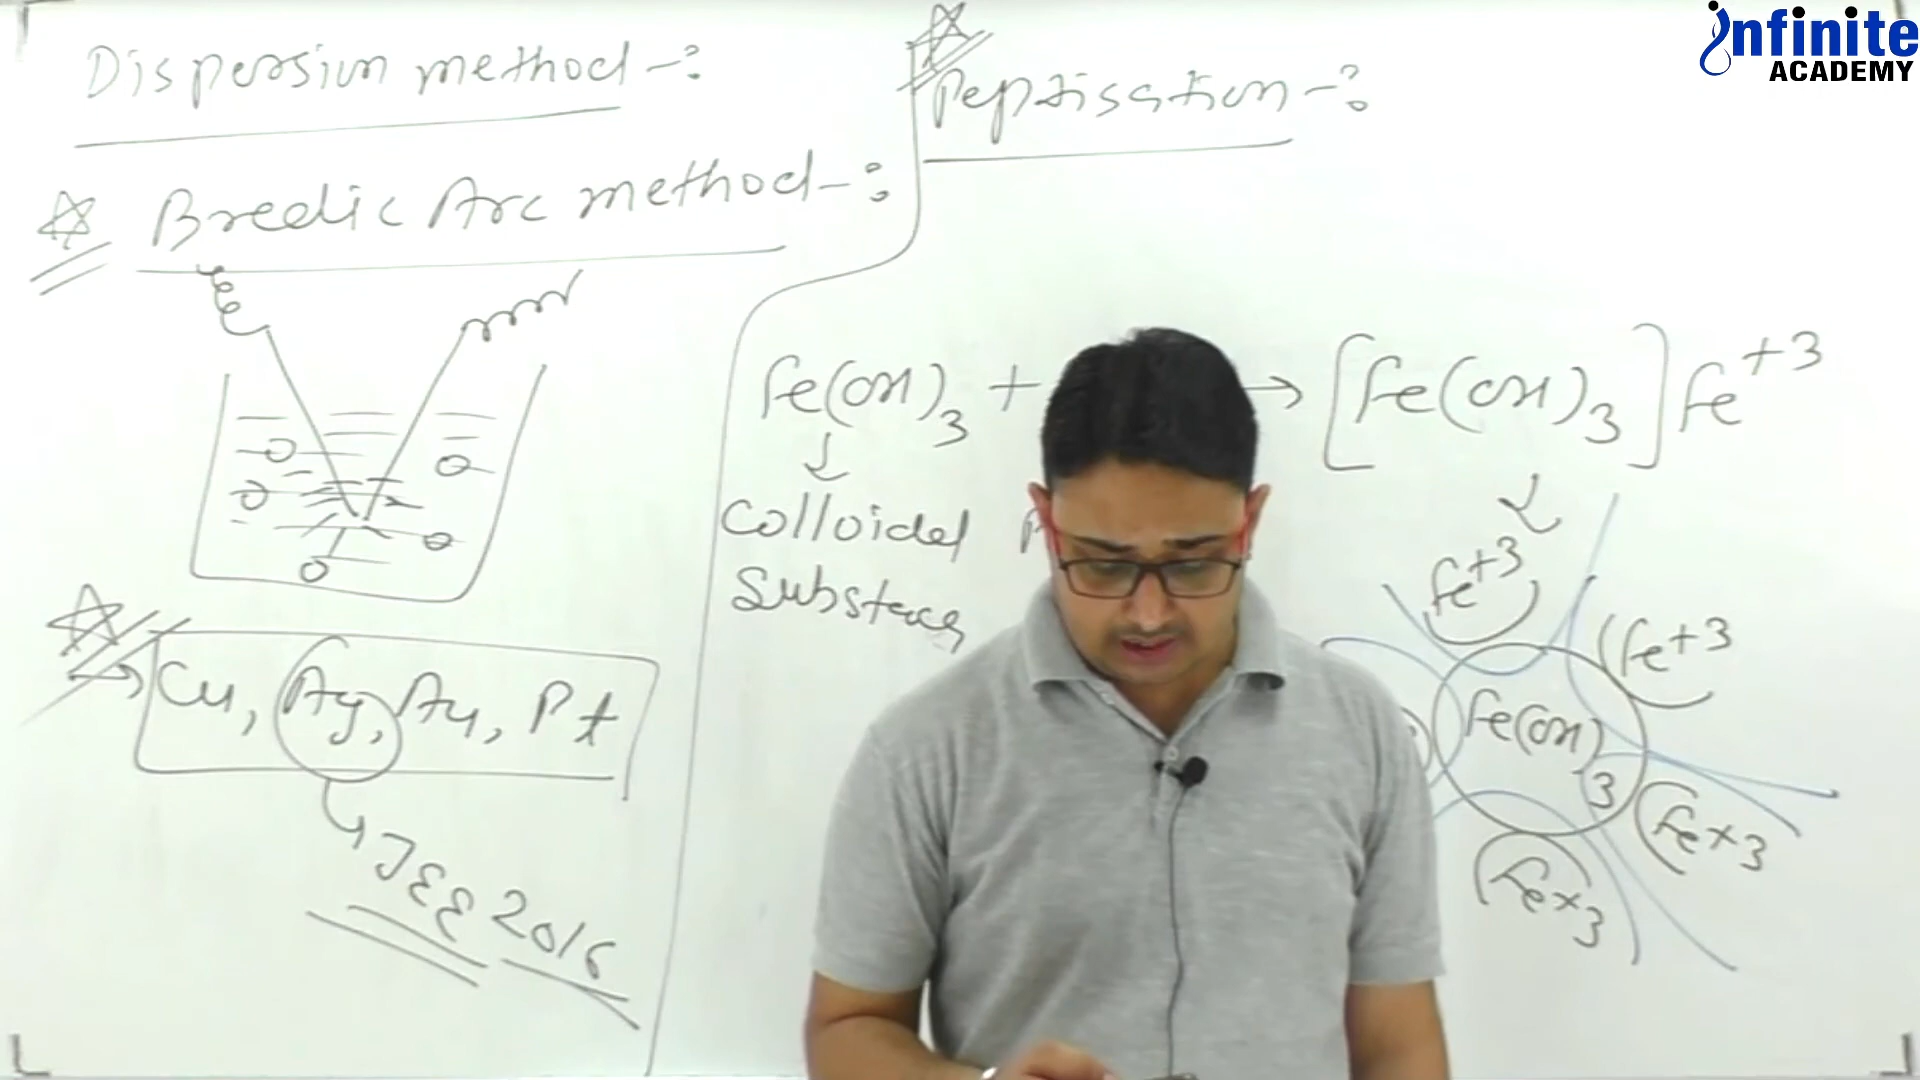 Dispersion method -:
Bredic Arc method -:
Cu, Ag, Au, Pt
JEE 2016
Peptisation -:
Fe(OH)3 + → [Fe(OH)3]Fe+3
Colloidal
Fe+3
Fe+3
Fe(OH)3
Fe+3
Fe+3
infinite
ACADEMY